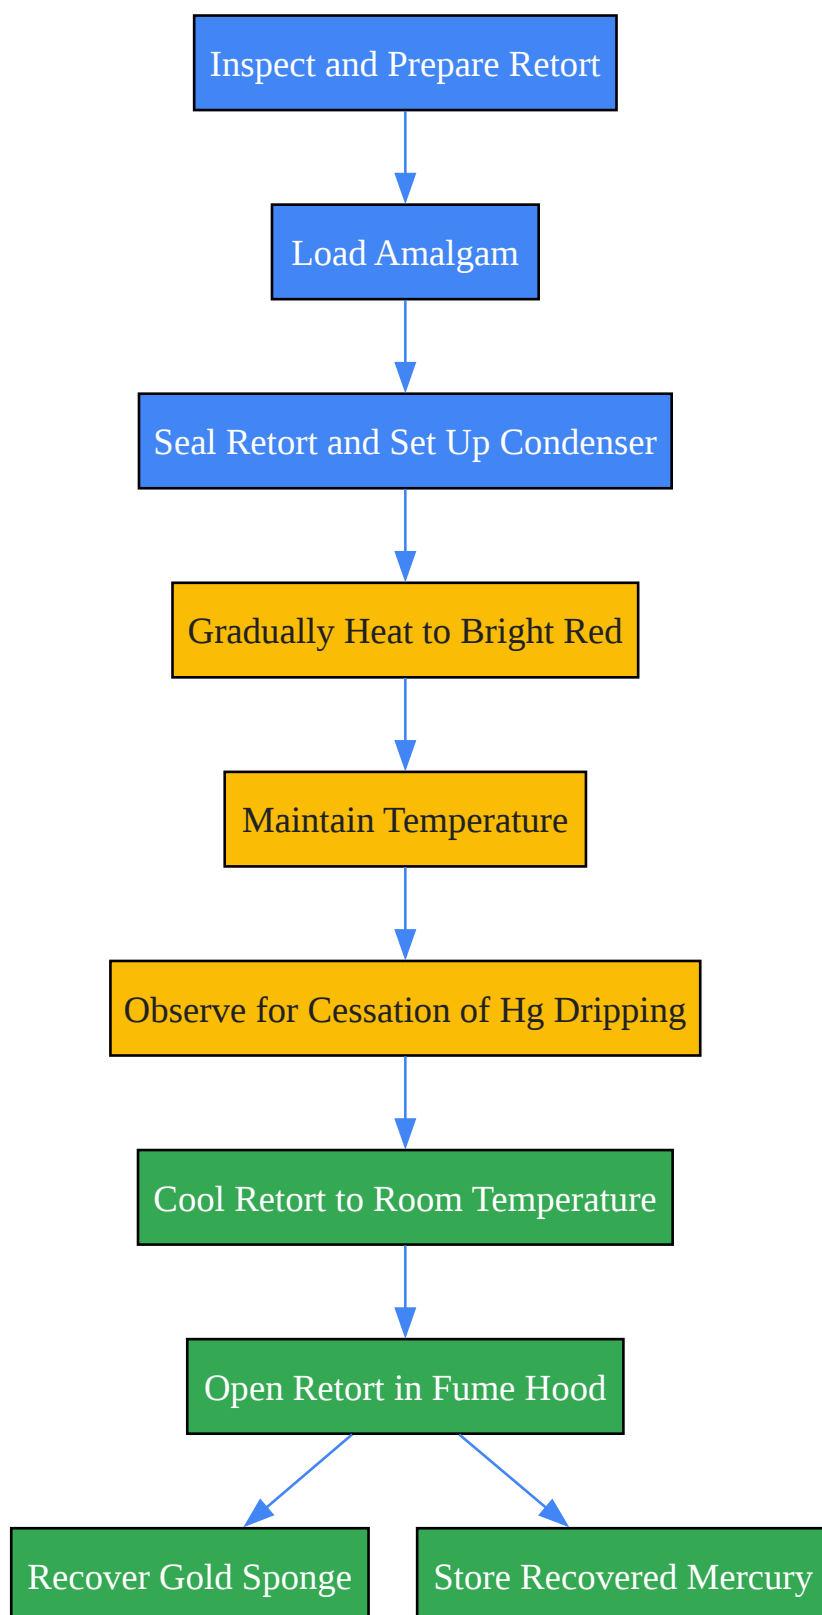 Inspect and Prepare Retort
Load Amalgam
Seal Retort and Set Up Condenser
Gradually Heat to Bright Red
Maintain Temperature
Observe for Cessation of Hg Dripping
Cool Retort to Room Temperature
Open Retort in Fume Hood
Recover Gold Sponge
Store Recovered Mercury